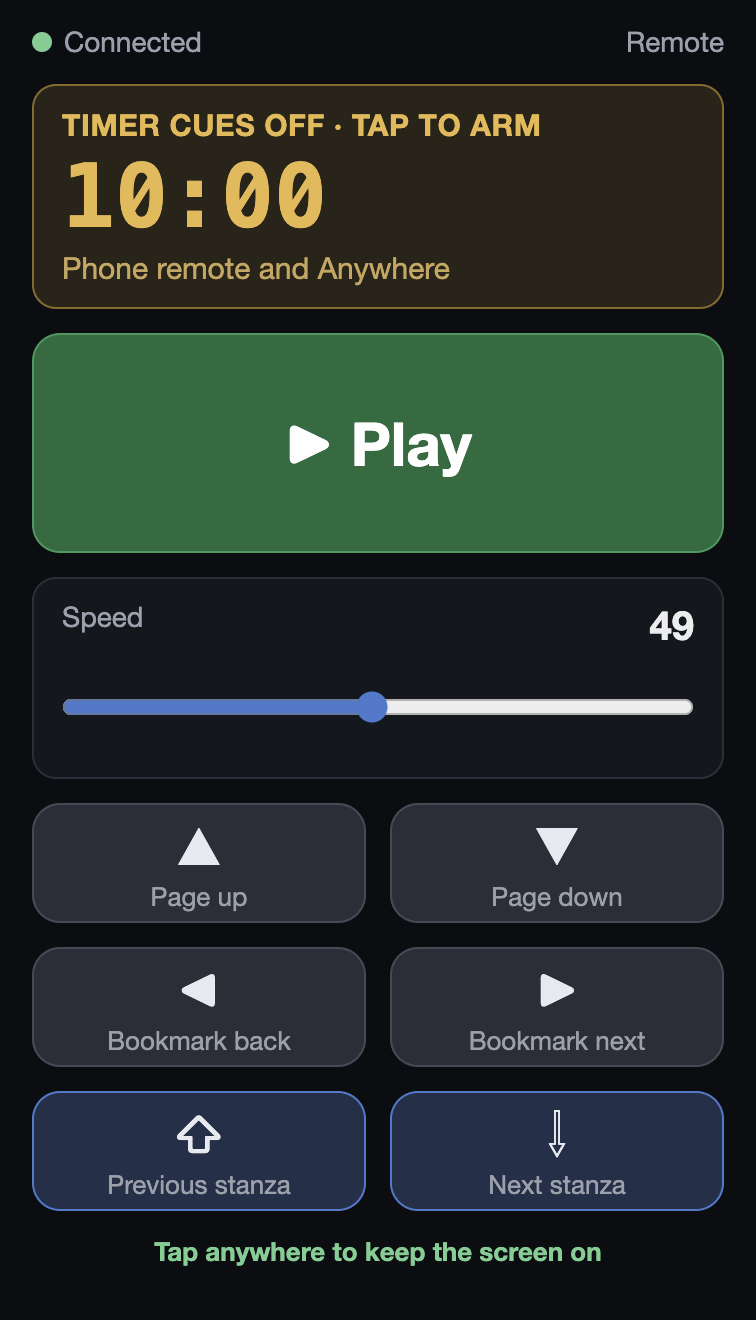 Connected
Remote
TIMER CUES OFF · TAP TO ARM
10:00
Phone remote and Anywhere
Play
Speed
49
Page up
Page down
Bookmark back
Bookmark next
Previous stanza
Next stanza
Tap anywhere to keep the screen on